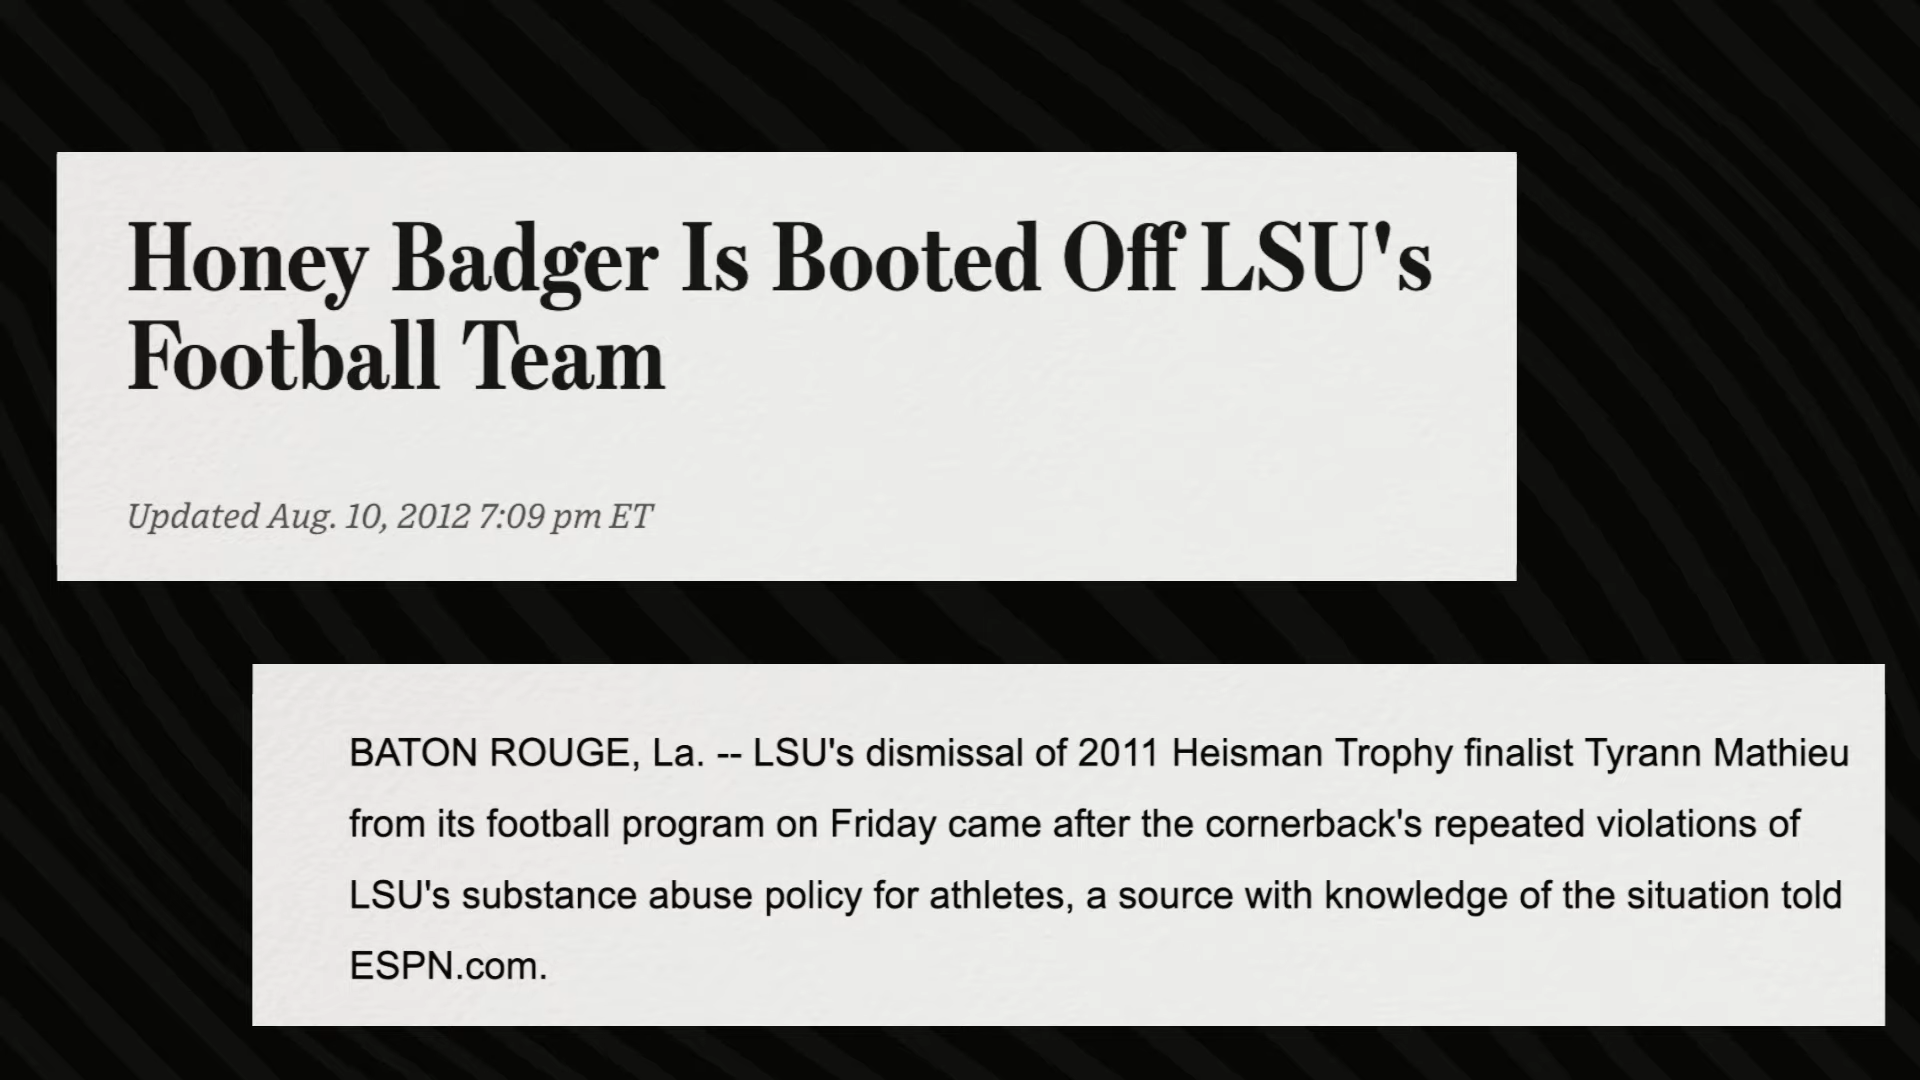 Honey Badger Is Booted Off LSU's
Football Team
Updated Aug. 10, 2012 7:09 pm ET
BATON ROUGE, La. -- LSU's dismissal of 2011 Heisman Trophy finalist Tyrann Mathieu
from its football program on Friday came after the cornerback's repeated violations of
LSU's substance abuse policy for athletes, a source with knowledge of the situation told
ESPN.com.